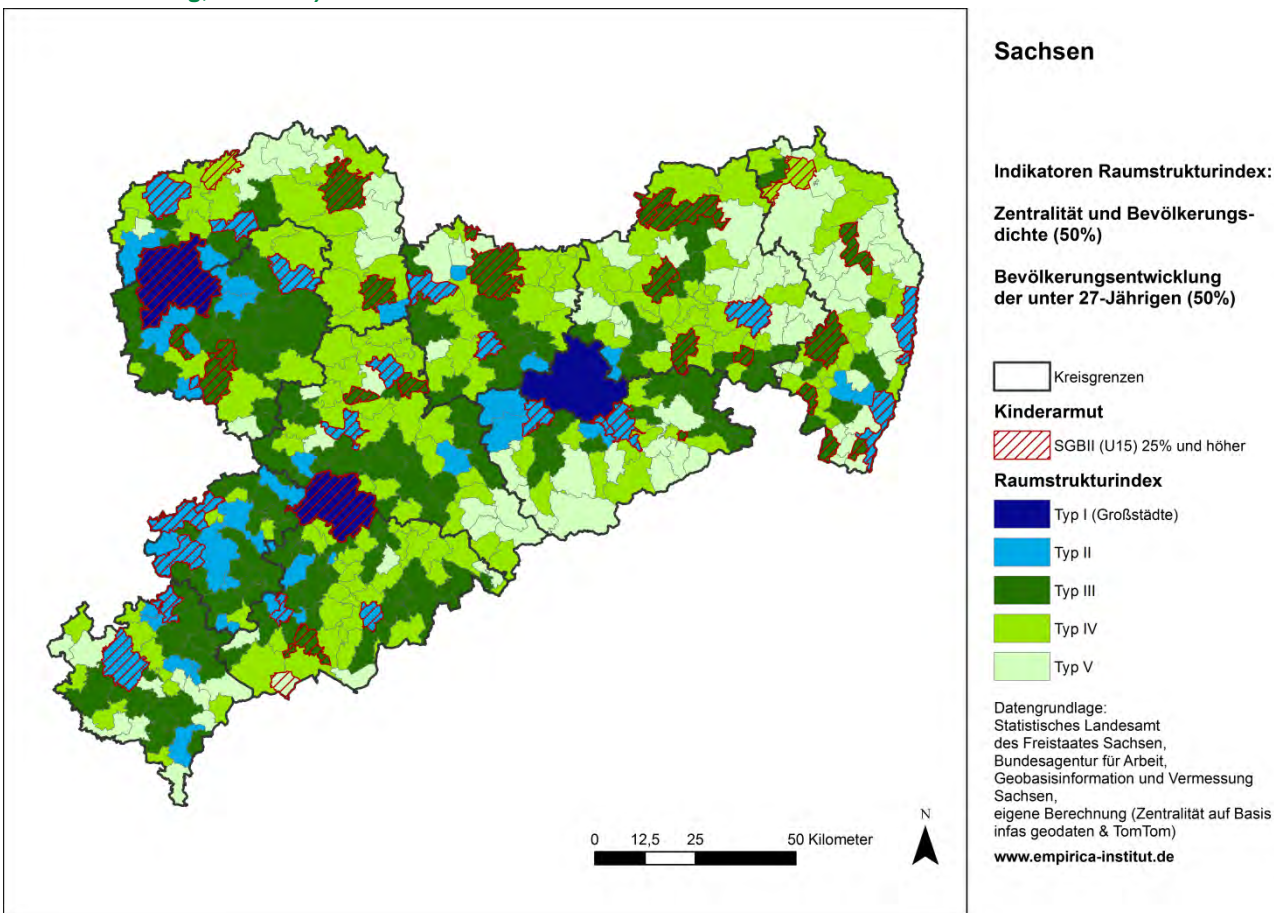 Sachsen
Indikatoren Raumstrukturindex:
Zentralität und Bevölkerungs-
dichte (50%)
Bevölkerungsentwicklung
der unter 27-Jährigen (50%)
Kreisgrenzen
Kinderarmut
SGBII (U15) 25% und höher
Raumstrukturindex
Typ I (Großstädte)
Typ II
Typ III
Typ IV
Typ V
Datengrundlage:
Statistisches Landesamt
des Freistaates Sachsen,
Bundesagentur für Arbeit,
Geobasisinformation und Vermessung
Sachsen,
eigene Berechnung (Zentralität auf Basis
infas geodaten & TomTom)
www.empirica-institut.de
0 12,5 25 50 Kilometer
N